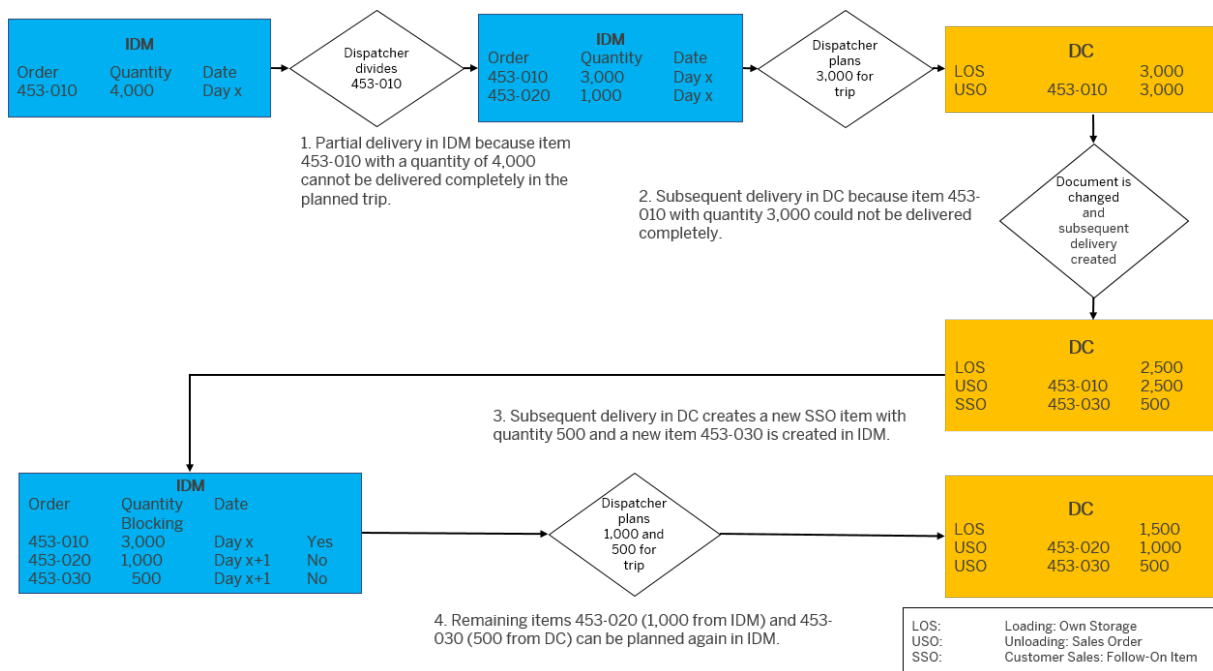 IDM
Order Quantity Date
453-010 4,000 Day x
Dispatcher
divides
453-010
IDM
Order Quantity Date
453-010 3,000 Day x
453-020 1,000 Day x
Dispatcher
plans
3,000 for
trip
DC
LOS 3,000
USO 453-010 3,000
1. Partial delivery in IDM because item
453-010 with a quantity of 4,000
cannot be delivered completely in the
planned trip.
2. Subsequent delivery in DC because item 453-
010 with quantity 3,000 could not be delivered
completely.
Document is
changed
and
subsequent
delivery
created
DC
LOS 2,500
USO 453-010 2,500
SSO 453-030 500
3. Subsequent delivery in DC creates a new SSO item with
quantity 500 and a new item 453-030 is created in IDM.
IDM
Order Quantity Date
Blocking
453-010 3,000 Day x Yes
453-020 1,000 Day x+1 No
453-030 500 Day x+1 No
Dispatcher
plans
1,000 and
500 for
trip
DC
LOS 1,500
USO 453-020 1,000
USO 453-030 500
4. Remaining items 453-020 (1,000 from IDM) and 453-
030 (500 from DC) can be planned again in IDM.
LOS: Loading: Own Storage
USO: Unloading: Sales Order
SSO: Customer Sales: Follow-On Item